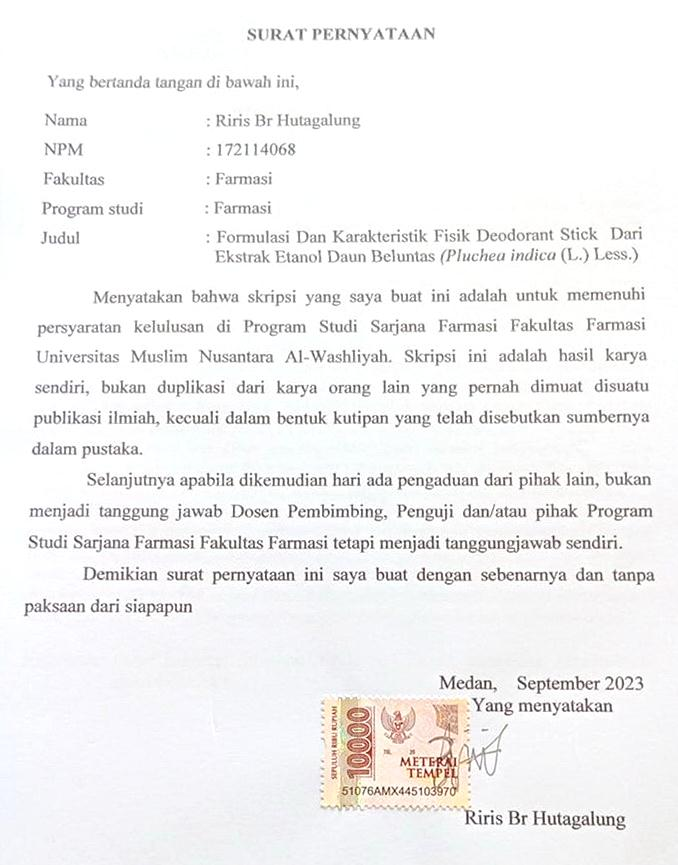 SURAT PERNYATAAN
Yang bertanda tangan di bawah ini,
Nama : Riris Br Hutagalung
NPM : 172114068
Fakultas : Farmasi
Program studi : Farmasi
Judul : Formulasi Dan Karakteristik Fisik Deodorant Stick Dari
Ekstrak Etanol Daun Beluntas (Pluchea indica (L.) Less.)
Menyatakan bahwa skripsi yang saya buat ini adalah untuk memenuhi
persyaratan kelulusan di Program Studi Sarjana Farmasi Fakultas Farmasi
Universitas Muslim Nusantara Al-Washliyah. Skripsi ini adalah hasil karya
sendiri, bukan duplikasi dari karya orang lain yang pernah dimuat disuatu
publikasi ilmiah, kecuali dalam bentuk kutipan yang telah disebutkan sumbernya
dalam pustaka.
Selanjutnya apabila dikemudian hari ada pengaduan dari pihak lain, bukan
menjadi tanggung jawab Dosen Pembimbing, Penguji dan/atau pihak Program
Studi Sarjana Farmasi Fakultas Farmasi tetapi menjadi tanggungjawab sendiri.
Demikian surat pernyataan ini saya buat dengan sebenarnya dan tanpa
paksaan dari siapapun
Medan, September 2023
Yang menyatakan
SEPULUH RIBU RUPIAH
10000
METERAI
TEMPEL
51076AMX445103970
Riris Br Hutagalung